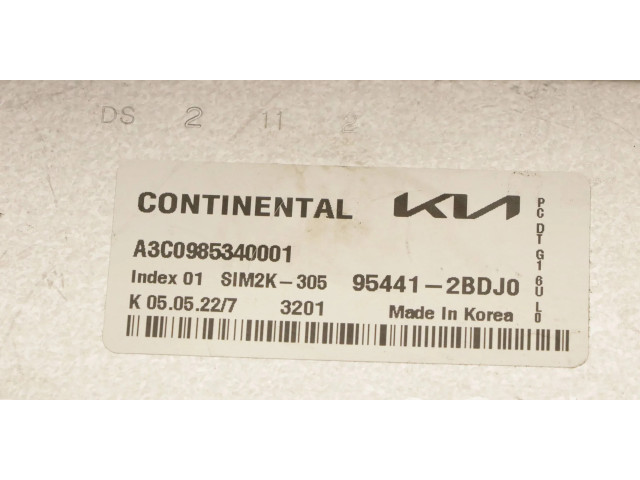 DS 2 11 2
CONTINENTAL KIA
A3C0985340001
Index 01 SIM2K-305 95441-2BDJ0
K 05.05.22/7 3201 Made In Korea
PC DT G1 6U L0